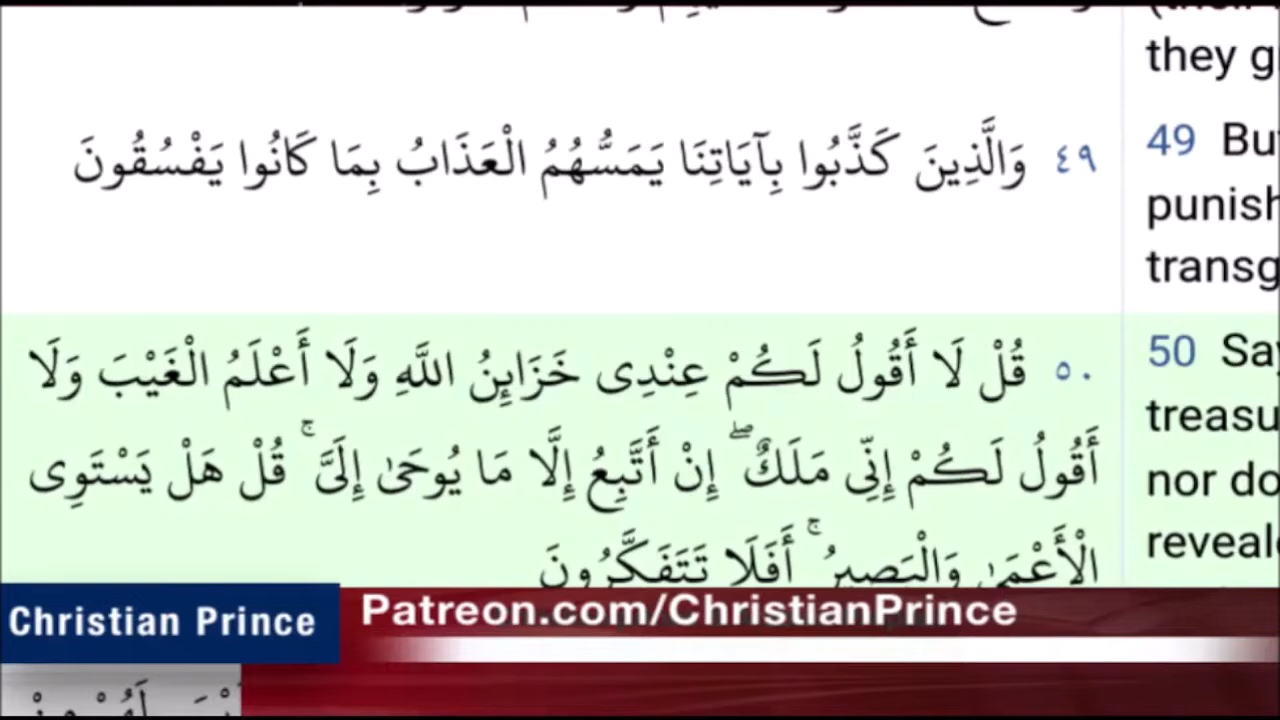 they g
٤٩ وَالَّذِينَ كَذَّبُوا بِآيَاتِنَا يَمَسُّهُمُ الْعَذَابُ بِمَا كَانُوا يَفْسُقُونَ
49 Bu
punish
transg
٥٠ قُلْ لَا أَقُولُ لَكُمْ عِنْدِى خَزَائِنُ اللَّهِ وَلَا أَعْلَمُ الْغَيْبَ وَلَا
أَقُولُ لَكُمْ إِنِّى مَلَكٌ ۖ إِنْ أَتَّبِعُ إِلَّا مَا يُوحَىٰ إِلَىَّ ۚ قُلْ هَلْ يَسْتَوِى
الْأَعْمَىٰ وَالْبَصِيرُ ۚ أَفَلَا تَتَفَكَّرُونَ
50 Say
treasu
nor do
reveale
Christian Prince
Patreon.com/ChristianPrince